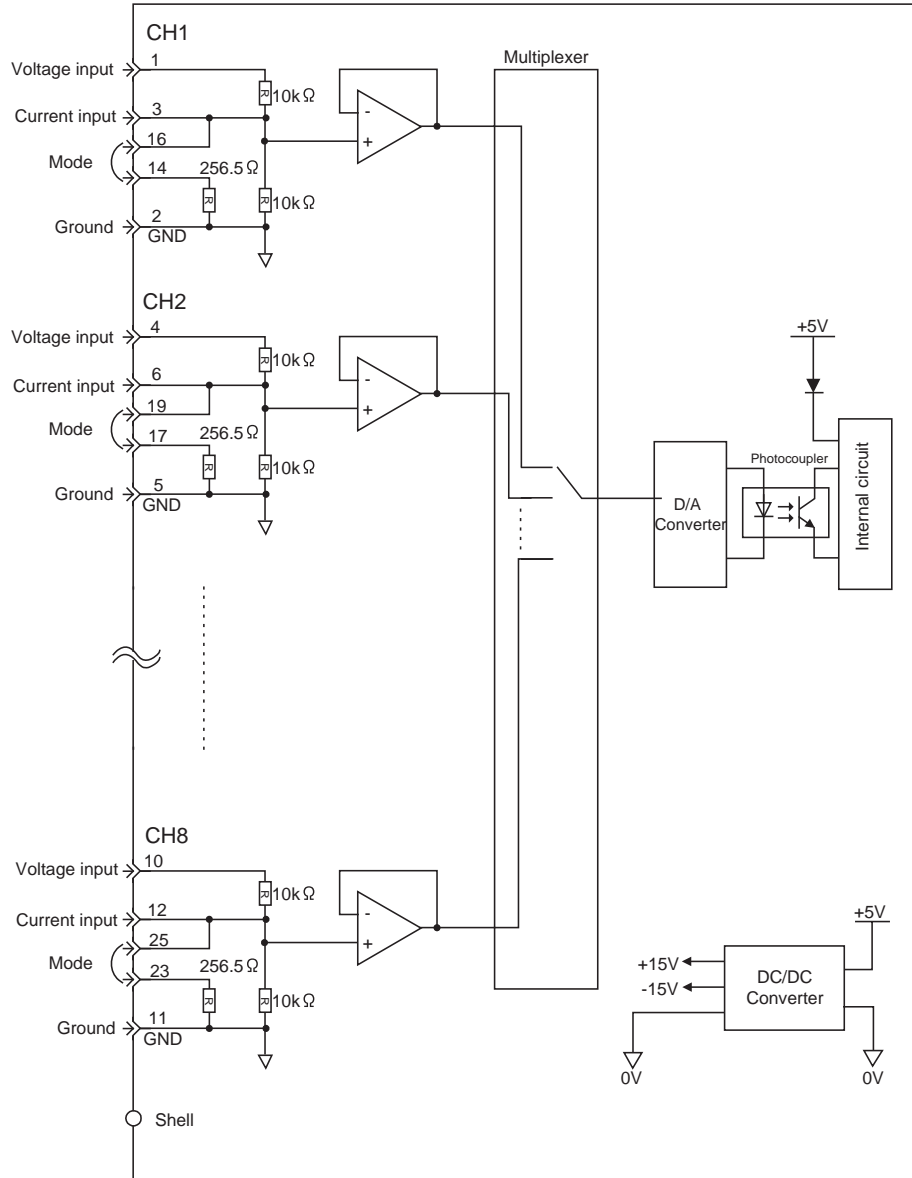 CH1
Voltage input
1
10kΩ
Current input
3
16
Mode
14
256.5Ω
10kΩ
Ground
2
GND
R
R
R
-
+
Multiplexer
CH2
Voltage input
4
10kΩ
Current input
6
19
Mode
17
256.5Ω
10kΩ
Ground
5
GND
R
R
R
-
+
+5V
Photocoupler
D/A
Converter
Internal circuit
CH8
Voltage input
10
10kΩ
Current input
12
25
Mode
23
256.5Ω
10kΩ
Ground
11
GND
R
R
R
-
+
+5V
+15V
-15V
DC/DC
Converter
0V
0V
Shell